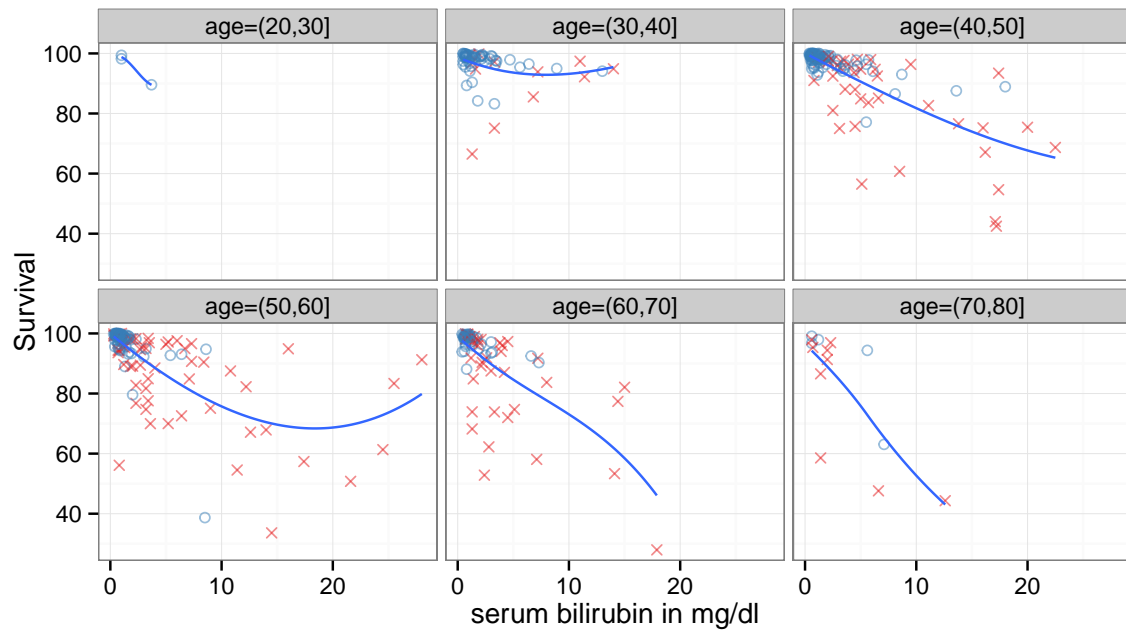 age=(20,30]
age=(30,40]
age=(40,50]
100
80
60
40
Survival
age=(50,60]
age=(60,70]
age=(70,80]
100
80
60
40
0 10 20
0 10 20
0 10 20
serum bilirubin in mg/dl